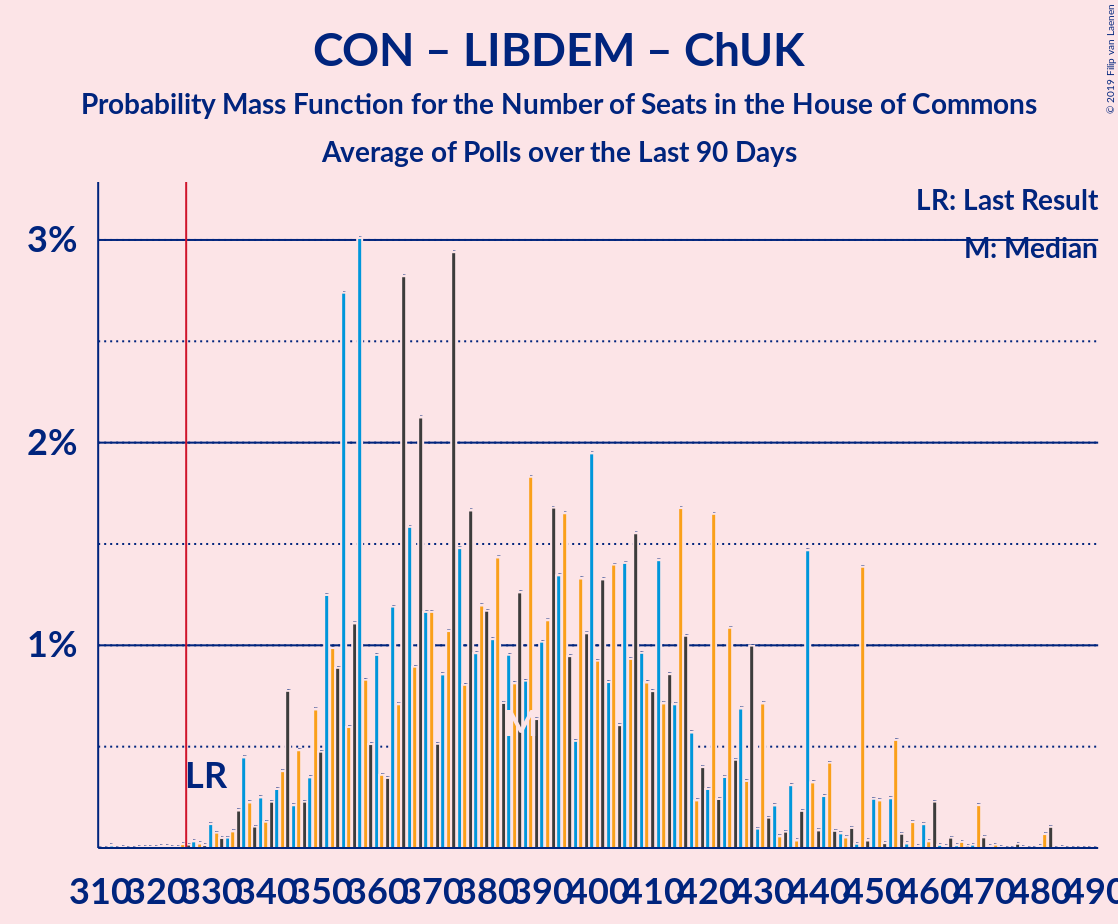 CON – LIBDEM – ChUK
Probability Mass Function for the Number of Seats in the House of Commons
Average of Polls over the Last 90 Days
© 2019 Filip van Laenen
LR: Last Result
M: Median
3%
2%
1%
LR
M
310 320 330 340 350 360 370 380 390 400 410 420 430 440 450 460 470 480 490